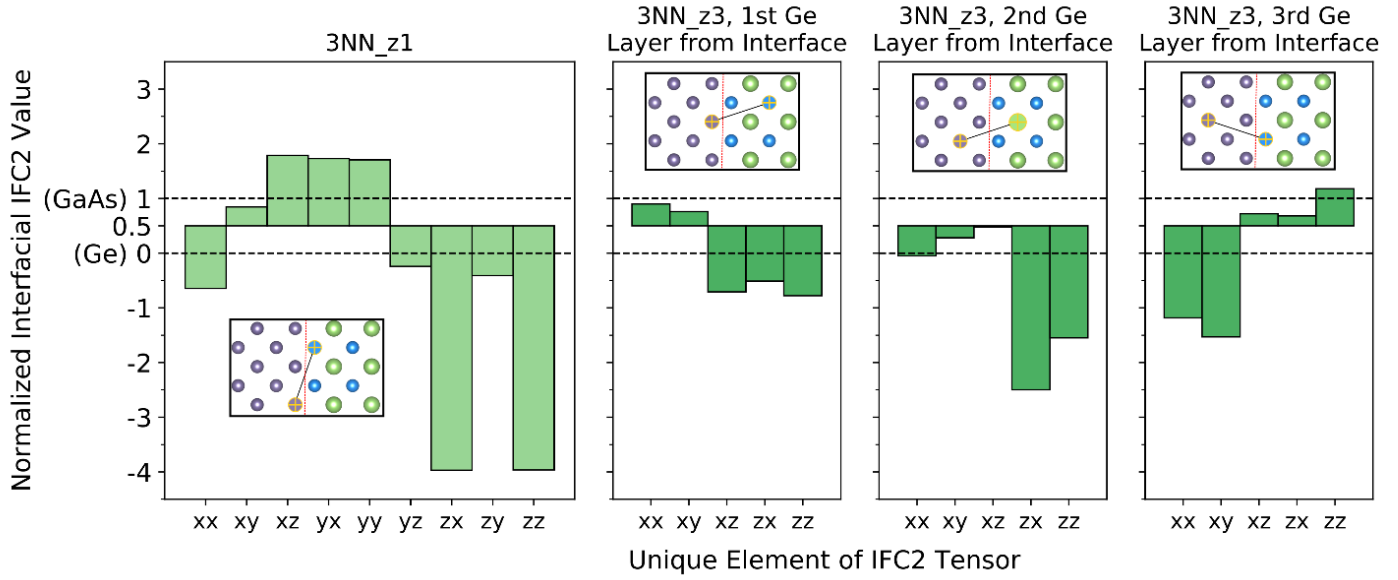 3NN_z1
3NN_z3, 1st Ge
Layer from Interface
3NN_z3, 2nd Ge
Layer from Interface
3NN_z3, 3rd Ge
Layer from Interface
Normalized Interfacial IFC2 Value
3
2
(GaAs) 1
0.5
(Ge) 0
-1
-2
-3
-4
xx xy xz yx yy yz zx zy zz
xx xy xz zx zz
xx xy xz zx zz
xx xy xz zx zz
Unique Element of IFC2 Tensor